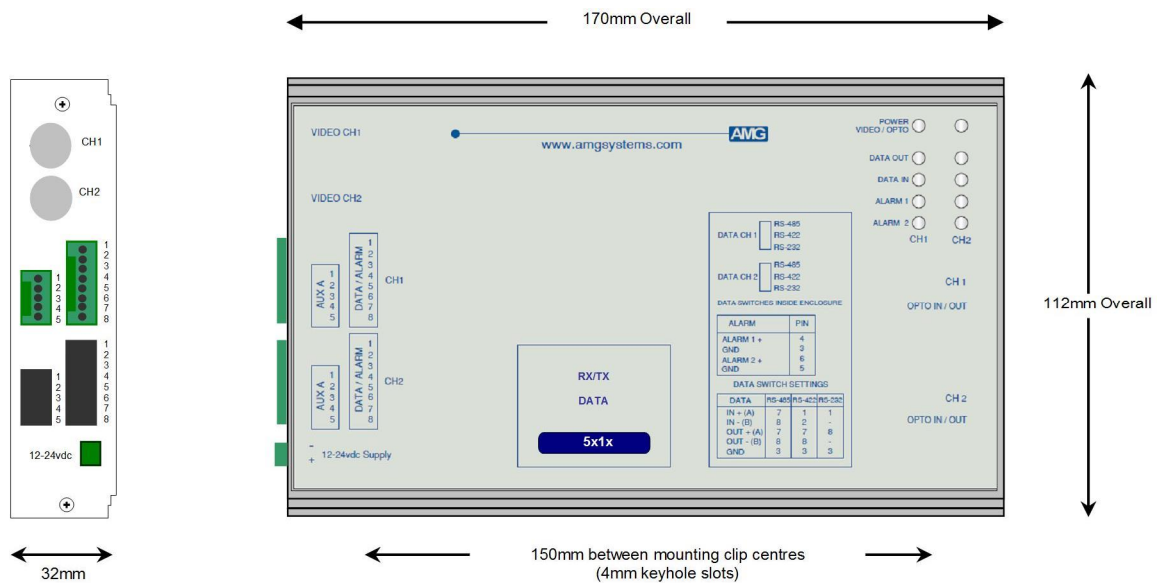 170mm Overall
CH1
CH2
1
2
3
4
5
6
7
8
1
2
3
4
5
1
2
3
4
5
6
7
8
1
2
3
4
5
12-24vdc
32mm
VIDEO CH1
www.amgsystems.com
AMG
VIDEO CH2
AUX A
1
2
3
4
5
DATA / ALARM
1
2
3
4
5
6
7
8
CH1
AUX A
1
2
3
4
5
DATA / ALARM
1
2
3
4
5
6
7
8
CH2
-
+ 12-24vdc Supply
RX/TX
DATA
5x1x
POWER
VIDEO / OPTO
DATA OUT
DATA IN
ALARM 1
ALARM 2
CH1 CH2
DATA CH 1
RS-485
RS-422
RS-232
DATA CH 2
RS-485
RS-422
RS-232
DATA SWITCHES INSIDE ENCLOSURE
ALARM PIN
ALARM 1 + 4
GND 3
ALARM 2 + 6
GND 5
DATA SWITCH SETTINGS
DATA RS-485 RS-422 RS-232
IN + (A) 7 1 1
IN - (B) 8 2 -
OUT + (A) 7 7 8
OUT - (B) 8 8 -
GND 3 3 3
CH 1
OPTO IN / OUT
CH 2
OPTO IN / OUT
112mm Overall
150mm between mounting clip centres
(4mm keyhole slots)